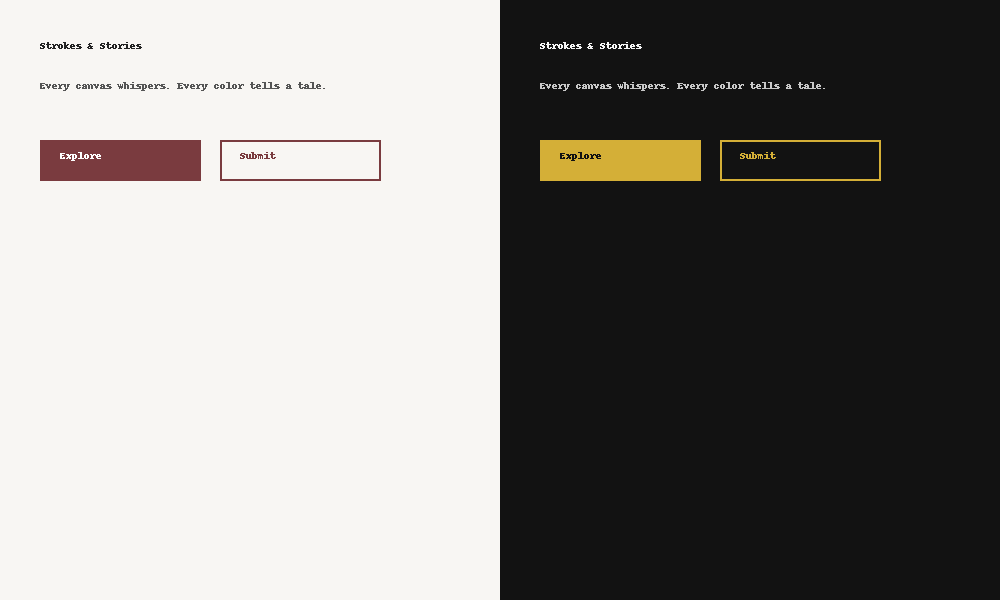 Strokes & Stories
Every canvas whispers. Every color tells a tale.
Explore
Submit
Strokes & Stories
Every canvas whispers. Every color tells a tale.
Explore
Submit